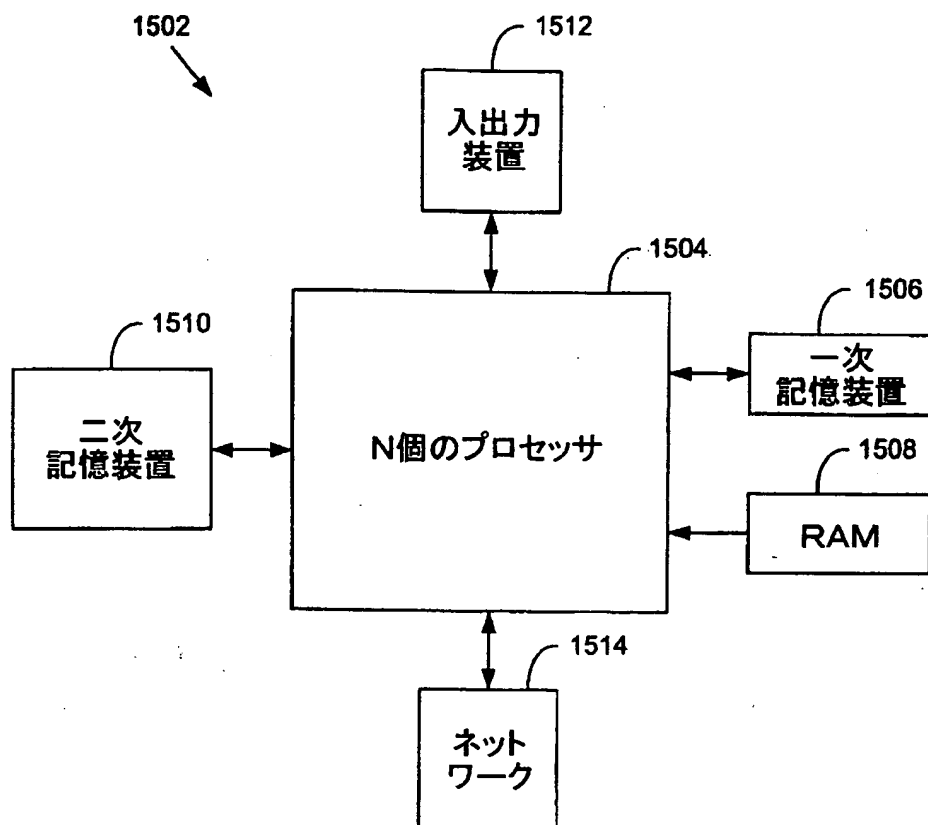 1502
1512
入出力
装置
1504
1506
一次
記憶装置
1510
二次
記憶装置
N個のプロセッサ
1508
RAM
1514
ネット
ワーク